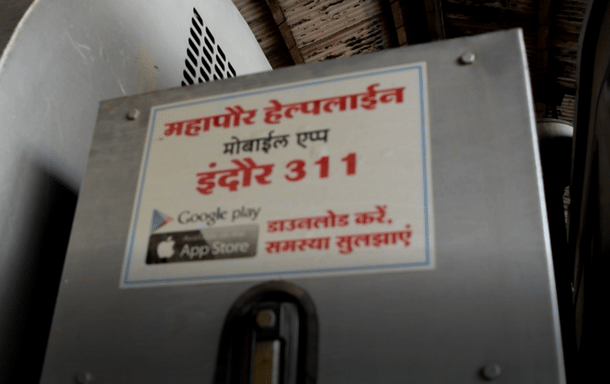 महापौर हेल्पलाईन
मोबाईल एप्प
इंदौर 311
Google play
App Store
डाउनलोड करें,
समस्या सुलझाएं